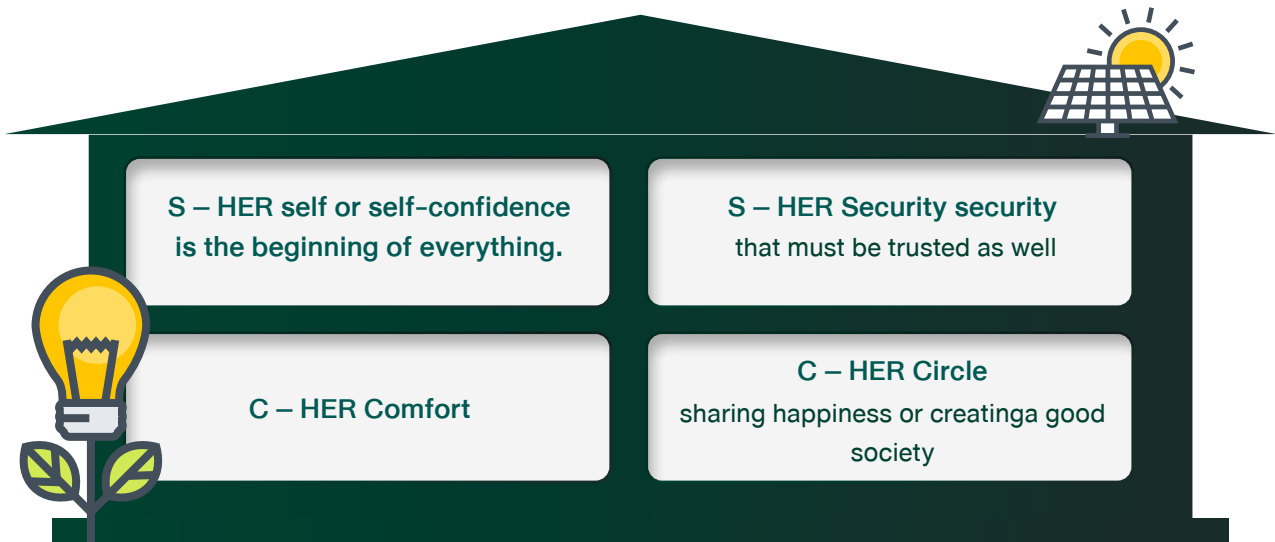 S – HER self or self-confidence
is the beginning of everything.
S – HER Security security
that must be trusted as well
C – HER Comfort
C – HER Circle
sharing happiness or creatinga good
society